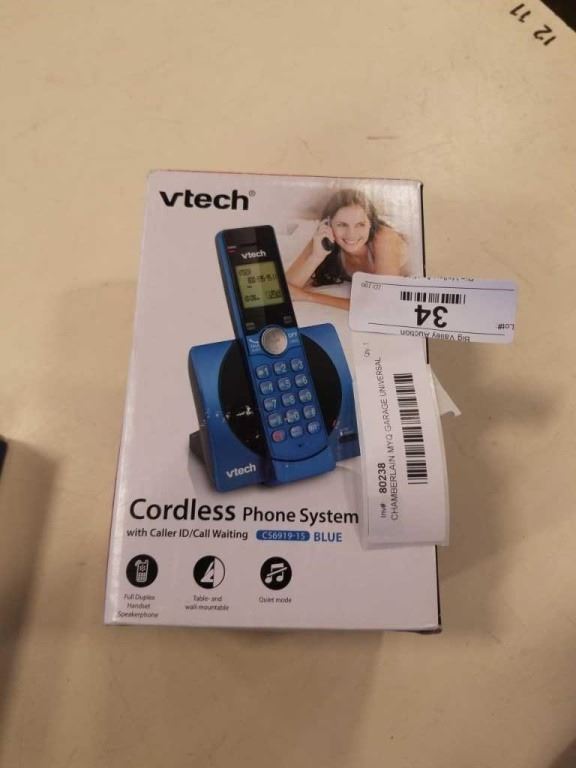 12 11
vtech®
vtech
Lot#:
34
Big Valley Auction
Qty: 1
Inv#: 80238
CHAMBERLAIN MYQ GARAGE UNIVERSAL
vtech
Cordless Phone System
with Caller ID/Call Waiting CS6919-15 BLUE
Full Duplex
Handset
Speakerphone
Table- and
wall-mountable
Quiet mode